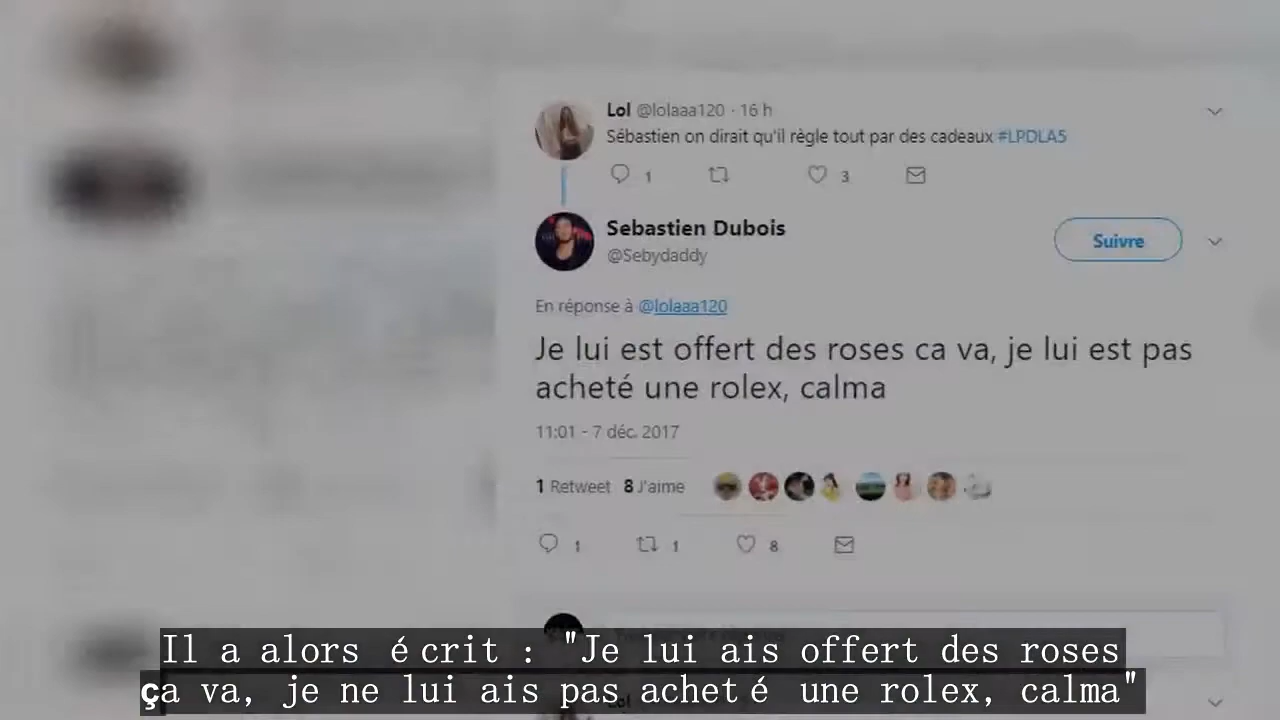 Lol @lolaaa120 · 16 h
Sébastien on dirait qu'il règle tout par des cadeaux #LPDLA5
1 3
Sebastien Dubois
@Sebydaddy
Suivre
En réponse à @lolaaa120
Je lui est offert des roses ca va, je lui est pas
acheté une rolex, calma
11:01 - 7 déc. 2017
1 Retweet 8 J'aime
1 1 8
Il a alors écrit : "Je lui ais offert des roses
ça va, je ne lui ais pas acheté une rolex, calma"